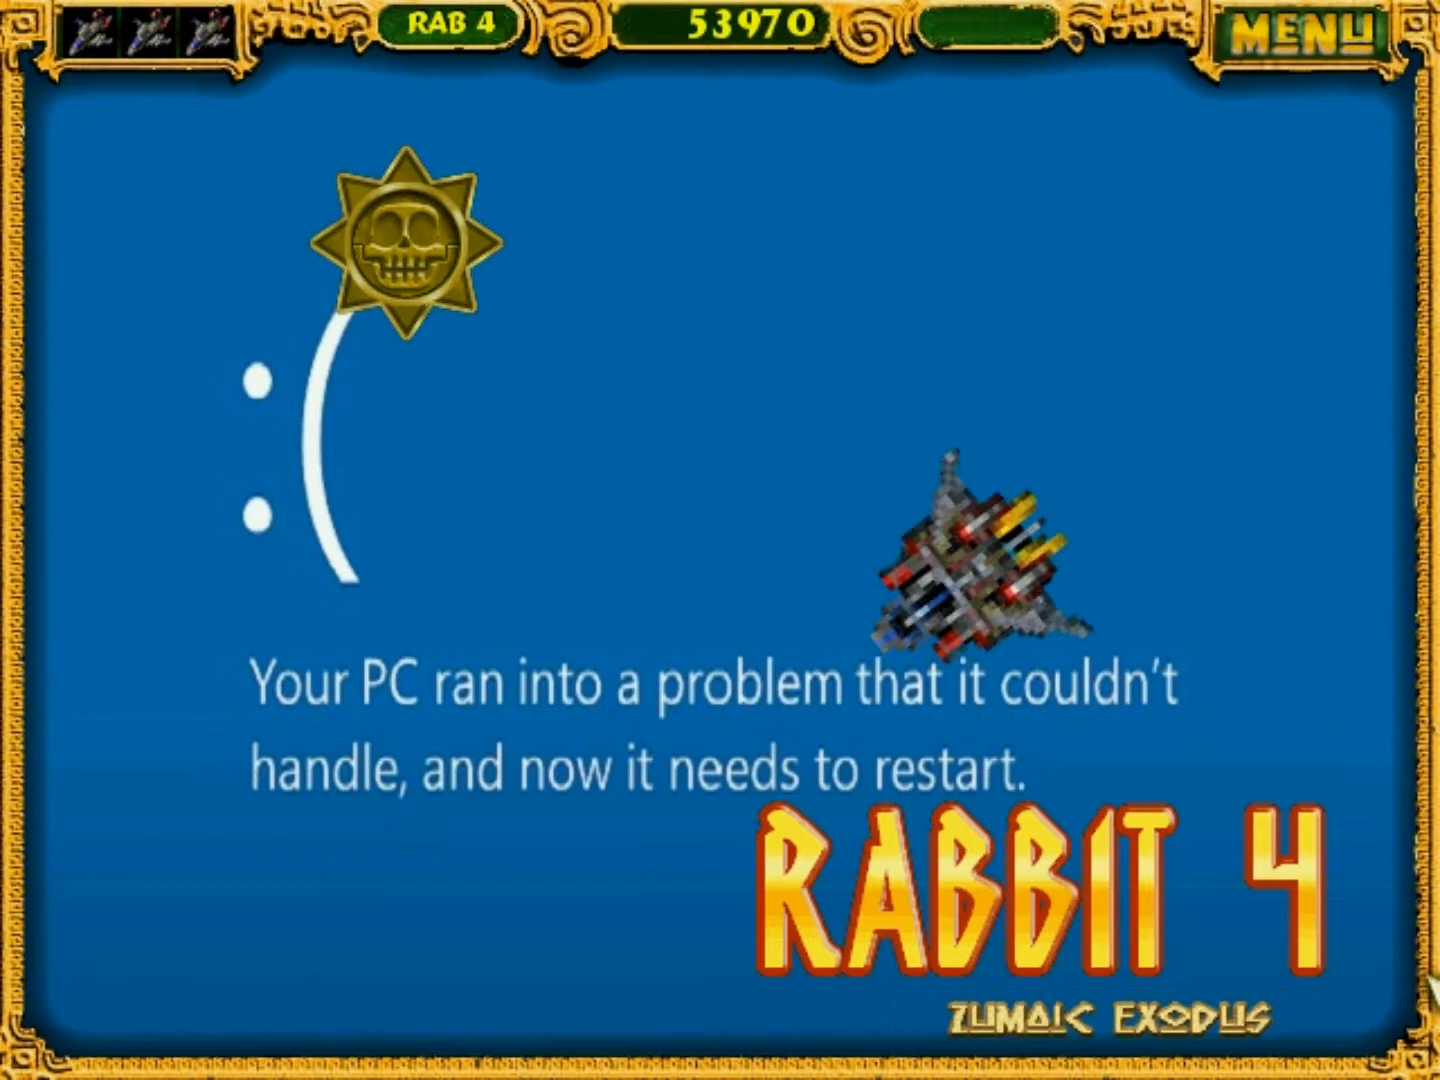 RAB 4
53970
MENU
:(
Your PC ran into a problem that it couldn't
handle, and now it needs to restart.
RABBIT 4
ZUMAIC EXODUS